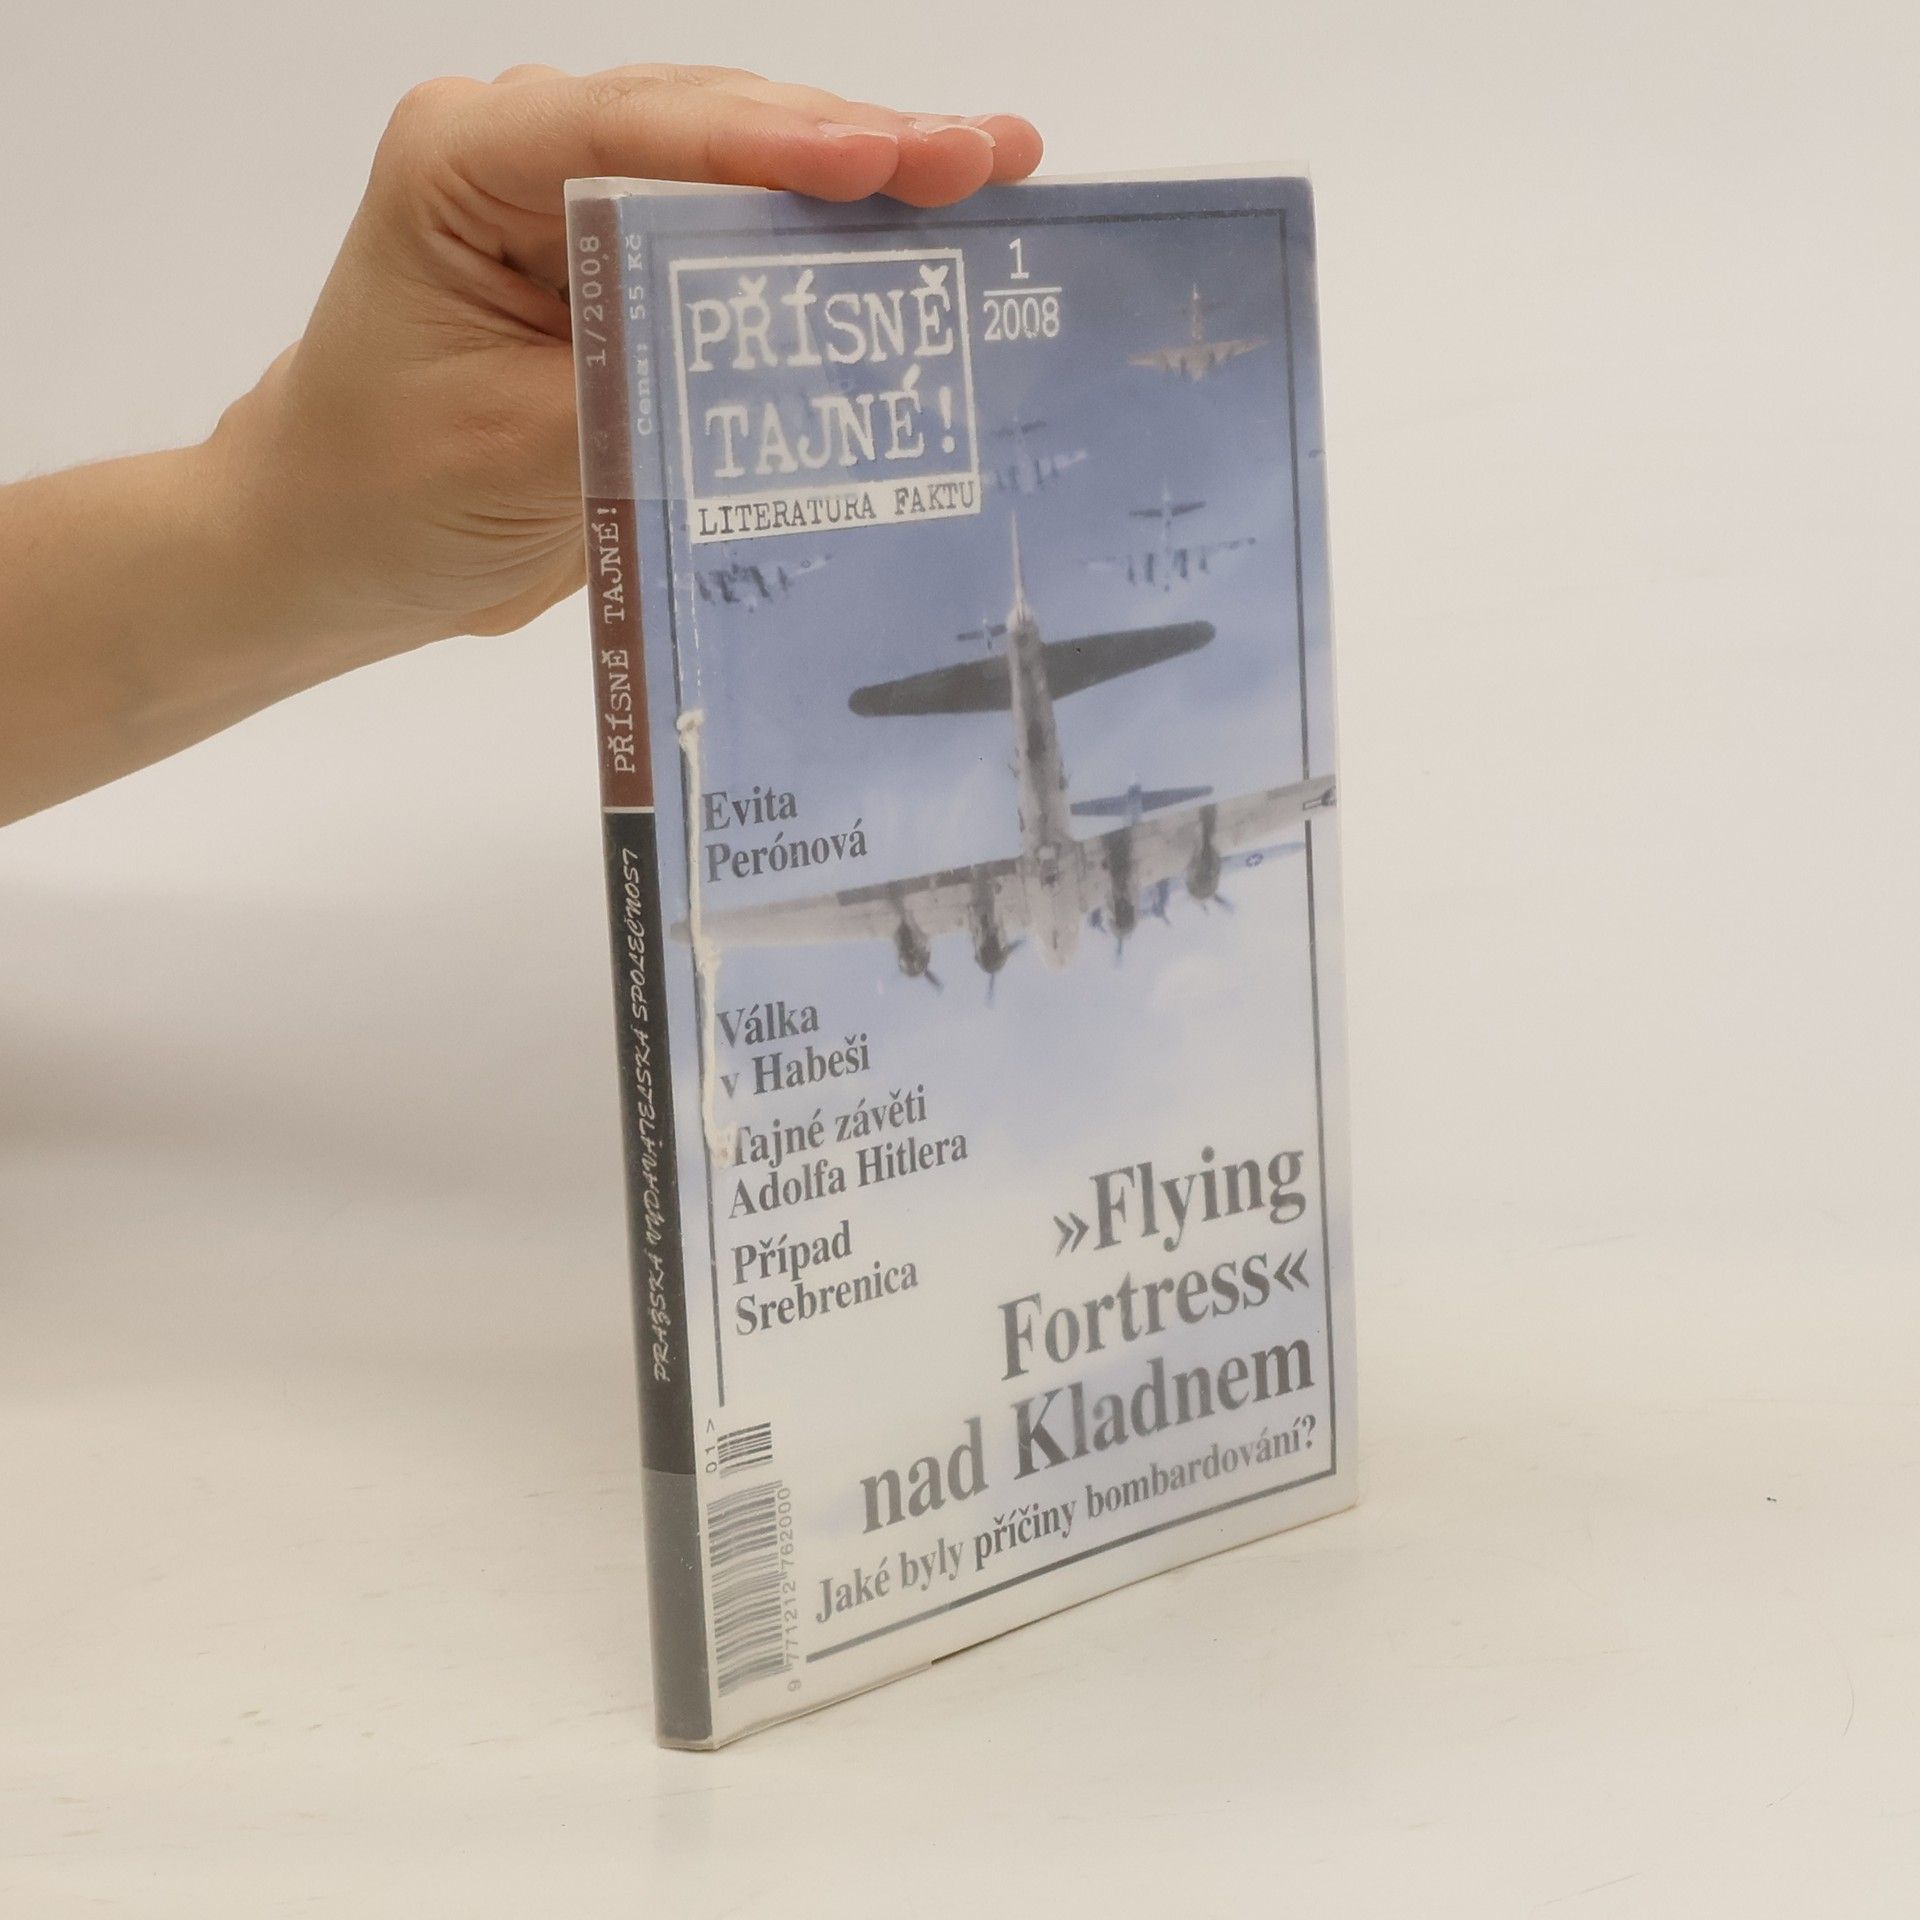 1/2008
PŘÍSNĚ TAJNÉ!
PRAŽSKÁ VYDAVATELSKÁ SPOLEČNOST
Cena: 55 Kč
PŘÍSNĚ
TAJNÉ!
LITERATURA FAKTU
1
2008
Evita
Perónová
Válka
v Habeši
Tajné závěti
Adolfa Hitlera
Případ
Srebrenica
»Flying
Fortress«
nad Kladnem
Jaké byly příčiny bombardování?
01>
9 771212 762000